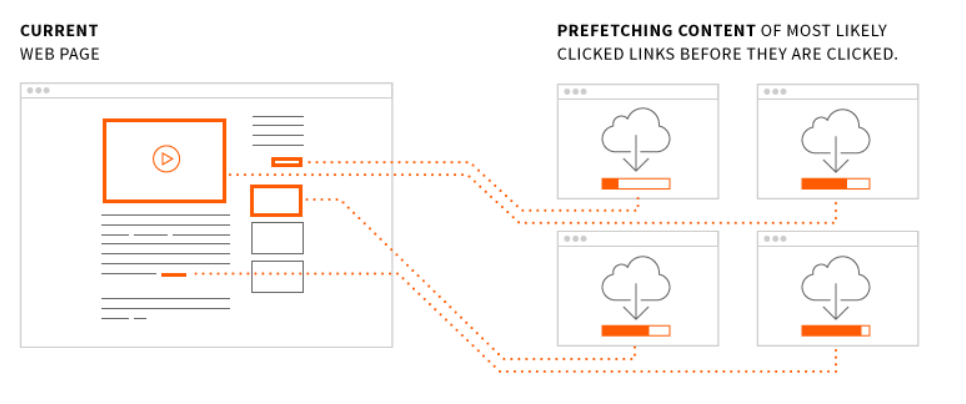 CURRENT
WEB PAGE
PREFETCHING CONTENT OF MOST LIKELY
CLICKED LINKS BEFORE THEY ARE CLICKED.